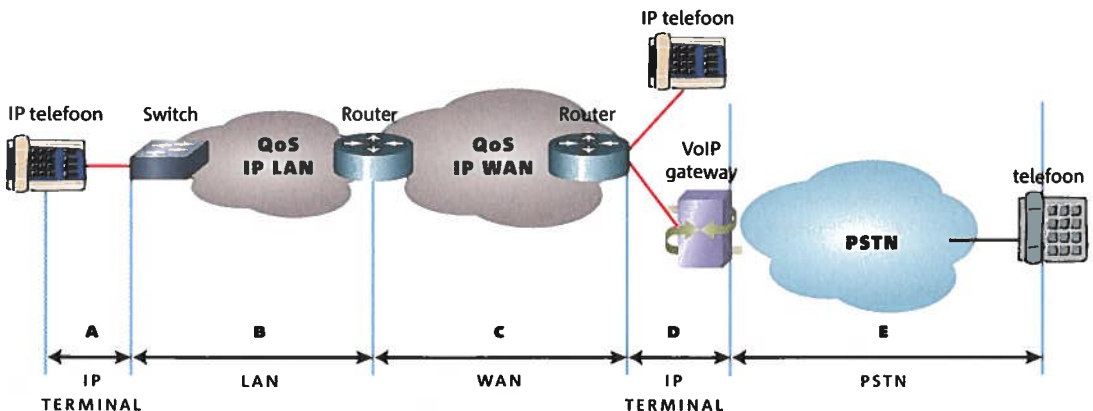 IP telefoon
IP telefoon
Switch
Router
Router
QoS
IP LAN
QoS
IP WAN
VoIP
gateway
telefoon
PSTN
A
B
C
D
E
IP
TERMINAL
LAN
WAN
IP
TERMINAL
PSTN